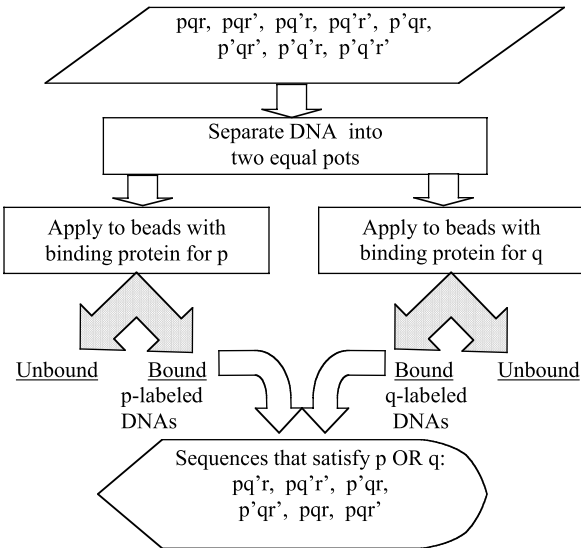 pqr, pqr’, pq’r, pq’r’, p’qr,
p’qr’, p’q’r, p’q’r’
Separate DNA into
two equal pots
Apply to beads with
binding protein for p
Apply to beads with
binding protein for q
Unbound
Bound
p-labeled
DNAs
Bound
q-labeled
DNAs
Unbound
Sequences that satisfy p OR q:
pq’r, pq’r’, p’qr,
p’qr’, pqr, pqr’